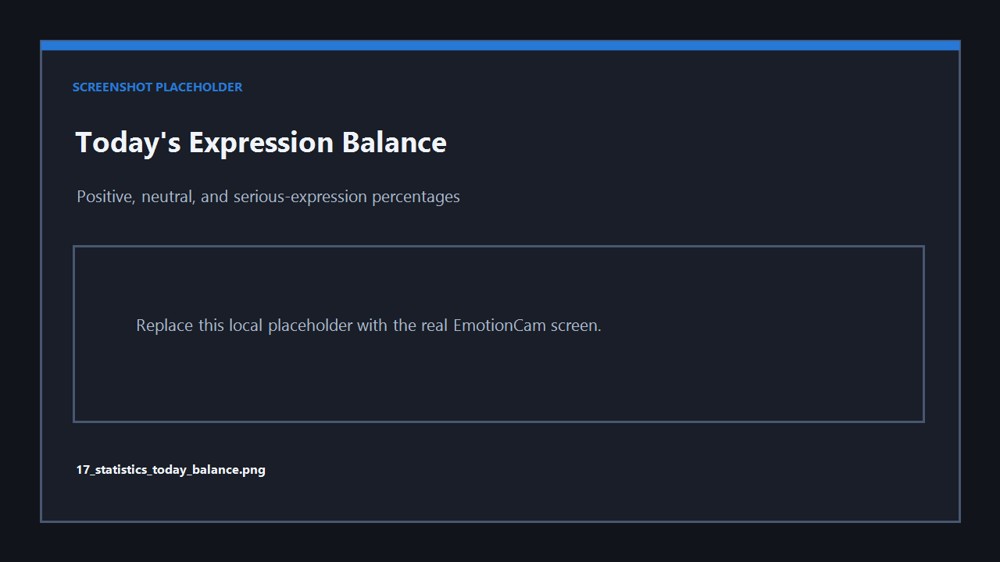 SCREENSHOT PLACEHOLDER
Today's Expression Balance
Positive, neutral, and serious-expression percentages
Replace this local placeholder with the real EmotionCam screen.
17_statistics_today_balance.png